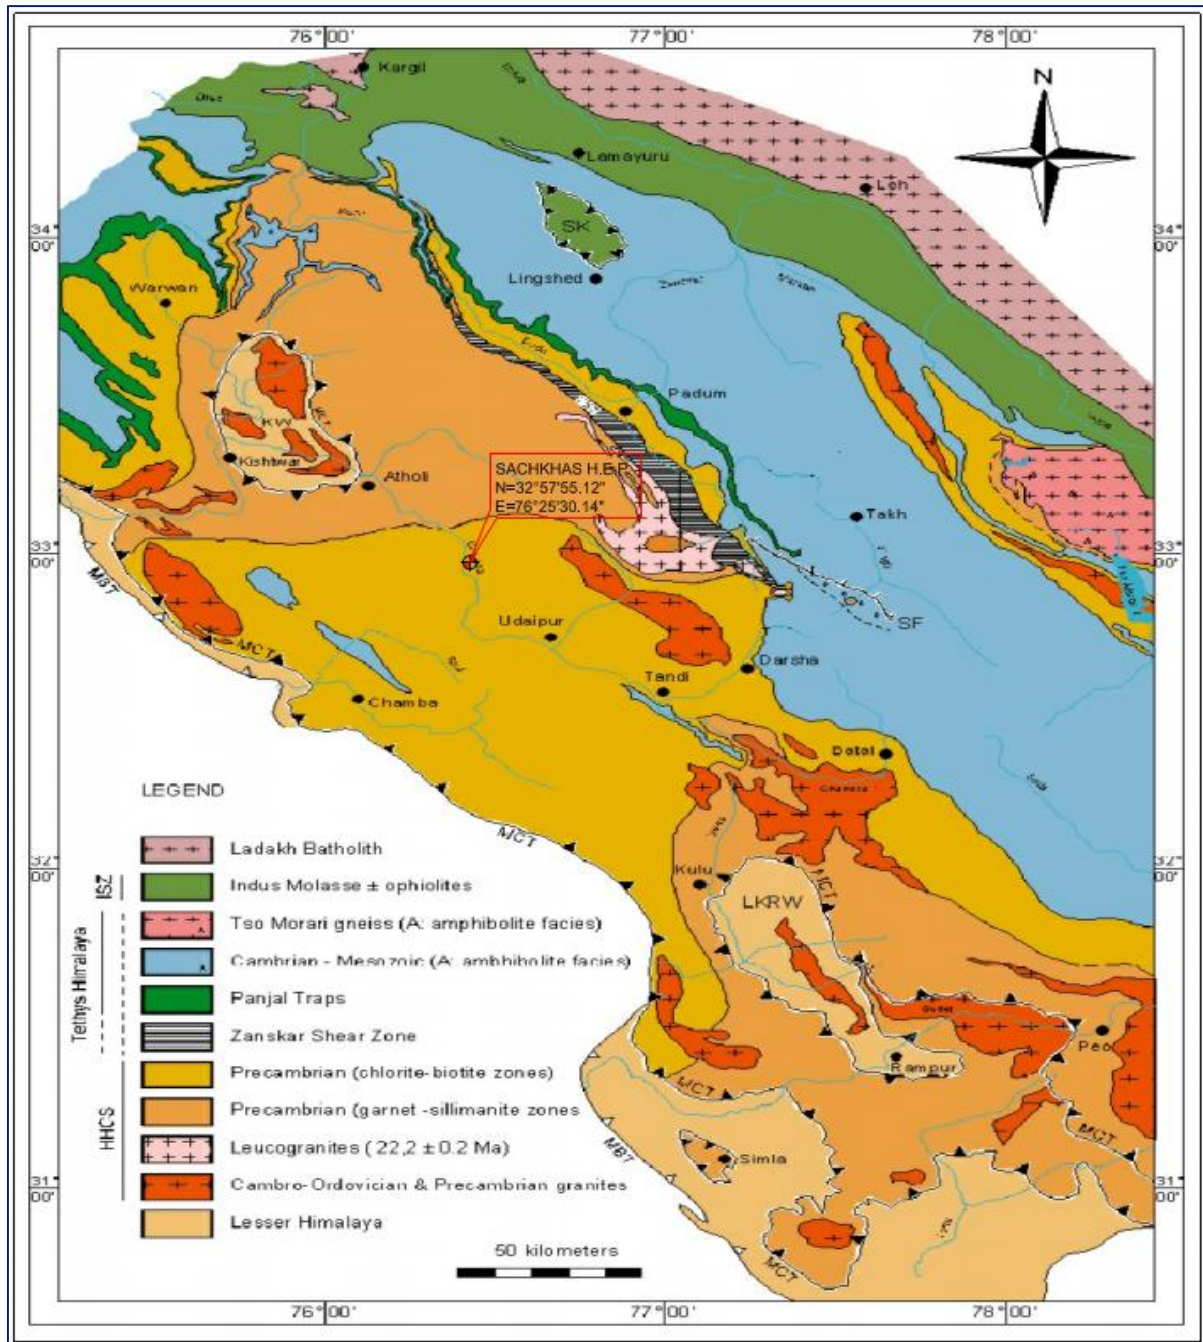 76°00' 77°00' 78°00'
Kargil
N
Lamayuru
Leh
SK
34°
00'
34°
00'
Lingshed
Warwan
Padum
KW
Kishtwar
Atholi
SACHKHAS H.E.P.
N=32°57'55.12"
E=76°25'30.14"
Takh
33°
00'
33°
00'
MBT
Udaipur
SF
MCT
Darsha
Tandi
Chamba
Batal
LEGEND
MCT
Ladakh Batholith
32°
00'
32°
00'
Kulu
MCT
LKRW
ISZ
Indus Molasse ± ophiolites
Tethys Himalaya
Tso Morari gneiss (A: amphibolite facies)
Cambrian - Mesozoic (A: amphibolite facies)
Panjal Traps
Zanskar Shear Zone
Peo
Rampur
HHCS
Precambrian (chlorite-biotite zones)
MCT
Precambrian (garnet -sillimanite zones
MCT
Leucogranites (22,2 ± 0.2 Ma)
MBT
Simla
Cambro-Ordovician & Precambrian granites
31°
00'
31°
00'
Lesser Himalaya
50 kilometers
MCT
76°00' 77°00' 78°00'